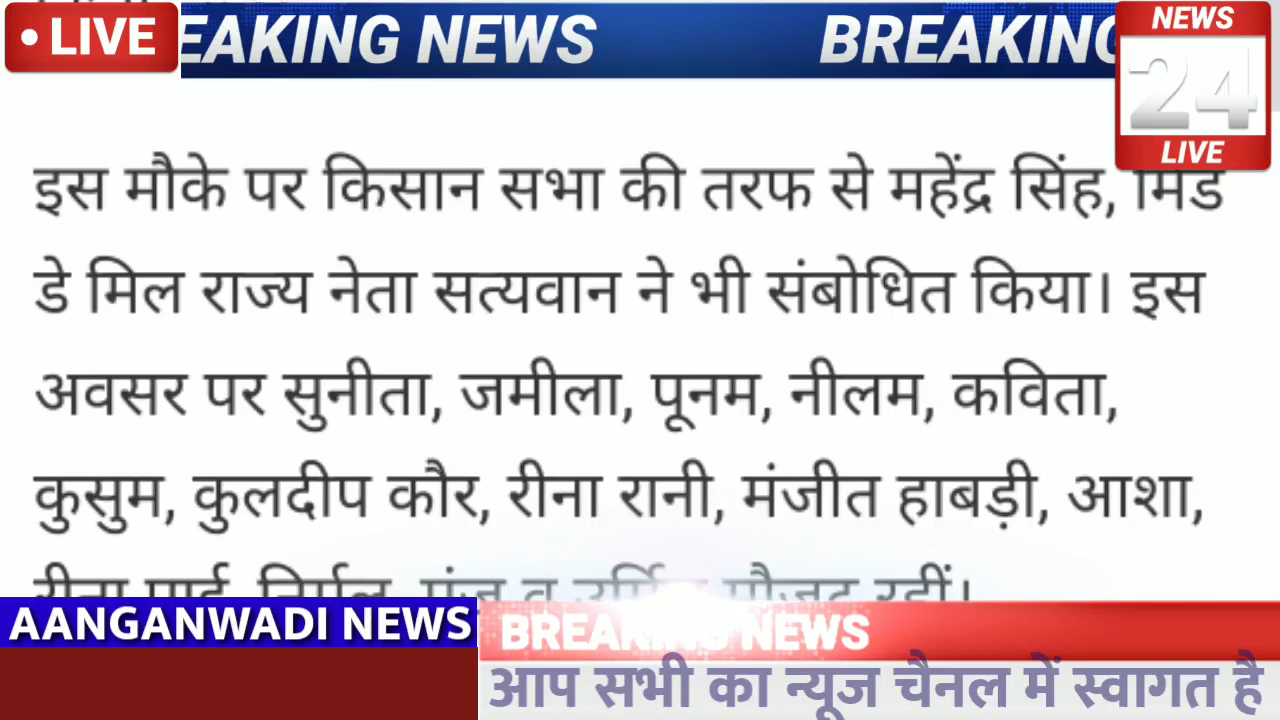 • LIVE
EAKING NEWS
BREAKING
NEWS
24
LIVE
इस मौके पर किसान सभा की तरफ से महेंद्र सिंह, मिड
डे मिल राज्य नेता सत्यवान ने भी संबोधित किया। इस
अवसर पर सुनीता, जमीला, पूनम, नीलम, कविता,
कुसुम, कुलदीप कौर, रीना रानी, मंजीत हाबड़ी, आशा,
व मौजूद रहीं।
AANGANWADI NEWS
BREAKING NEWS
आप सभी का न्यूज चैनल में स्वागत है